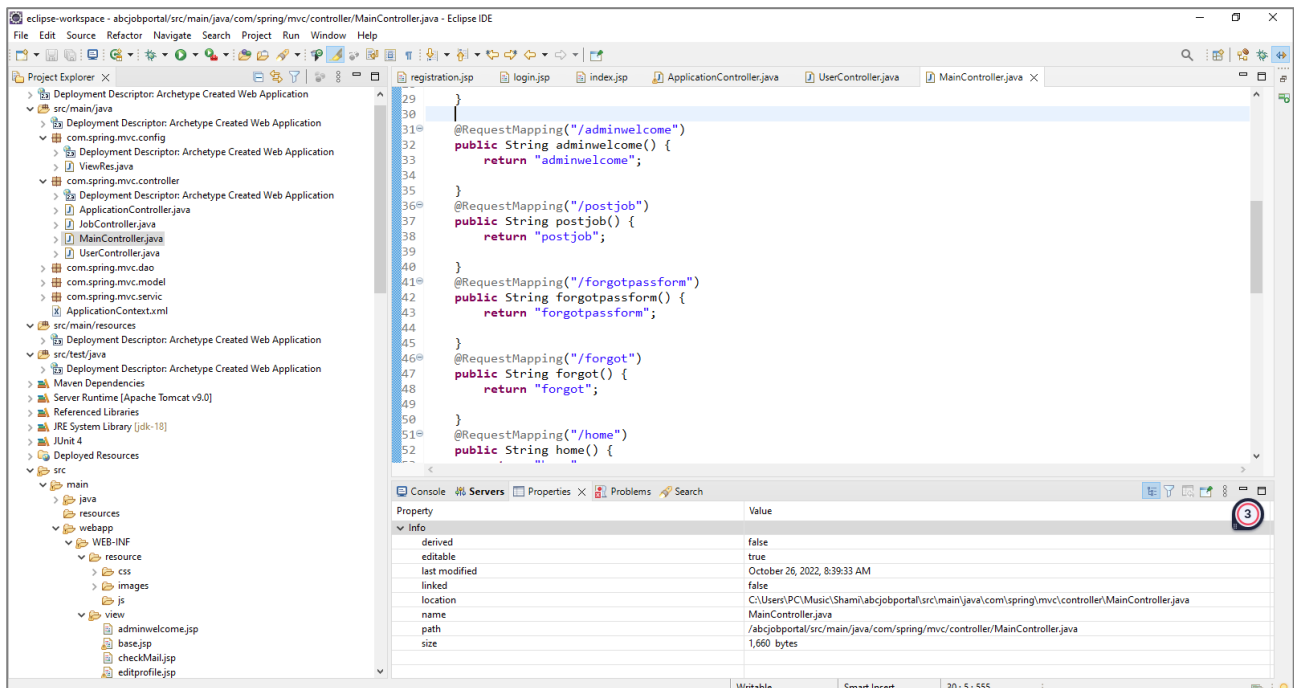 eclipse-workspace - abcjobportal/src/main/java/com/spring/mvc/controller/MainController.java - Eclipse IDE
File Edit Source Refactor Navigate Search Project Run Window Help
Project Explorer
Deployment Descriptor: Archetype Created Web Application
src/main/java
Deployment Descriptor: Archetype Created Web Application
com.spring.mvc.config
Deployment Descriptor: Archetype Created Web Application
ViewRes.java
com.spring.mvc.controller
Deployment Descriptor: Archetype Created Web Application
ApplicationController.java
JobController.java
MainController.java
UserController.java
com.spring.mvc.dao
com.spring.mvc.model
com.spring.mvc.servic
ApplicationContext.xml
src/main/resources
Deployment Descriptor: Archetype Created Web Application
src/test/java
Deployment Descriptor: Archetype Created Web Application
Maven Dependencies
Server Runtime [Apache Tomcat v9.0]
Referenced Libraries
JRE System Library [jdk-18]
JUnit 4
Deployed Resources
src
main
java
resources
webapp
WEB-INF
resource
css
images
js
view
adminwelcome.jsp
base.jsp
checkMail.jsp
editprofile.jsp
registration.jsp login.jsp index.jsp ApplicationController.java UserController.java MainController.java
29 }
30
31 @RequestMapping("/adminwelcome")
32 public String adminwelcome() {
33 return "adminwelcome";
34
35 }
36 @RequestMapping("/postjob")
37 public String postjob() {
38 return "postjob";
39
40 }
41 @RequestMapping("/forgotpassform")
42 public String forgotpassform() {
43 return "forgotpassform";
44
45 }
46 @RequestMapping("/forgot")
47 public String forgot() {
48 return "forgot";
49
50 }
51 @RequestMapping("/home")
52 public String home() {
Console Servers Properties Problems Search
Property Value
3
Info
derived false
editable true
last modified October 26, 2022, 8:39:33 AM
linked false
location C:\Users\PC\Music\Shami\abcjobportal\src\main\java\com\spring\mvc\controller\MainController.java
name MainController.java
path /abcjobportal/src/main/java/com/spring/mvc/controller/MainController.java
size 1,660 bytes
Writable Smart Insert 30 : 5 : 555